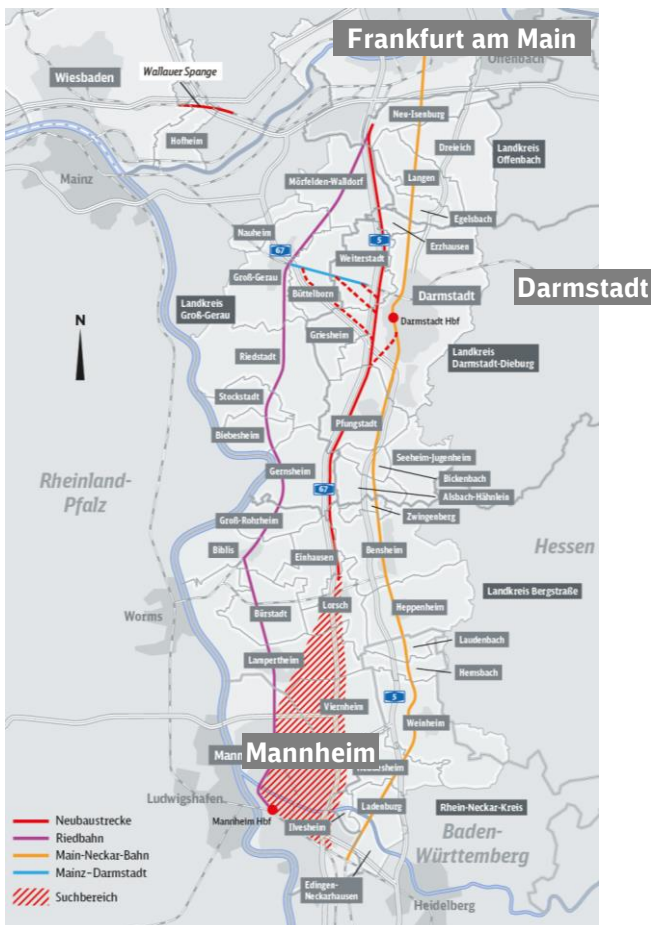 Frankfurt am Main
Offenbach
Wiesbaden
Wallauer Spange
Hofheim
Mainz
Neu-Isenburg
Dreieich
Landkreis
Offenbach
Langen
Mörfelden-Walldorf
Egelsbach
Erzhausen
Nauheim
67
5
Weiterstadt
Groß-Gerau
Büttelborn
Darmstadt
Darmstadt
Landkreis
Groß-Gerau
Griesheim
Darmstadt Hbf
N
Riedstadt
Landkreis
Darmstadt-Dieburg
Stockstadt
Biebesheim
Pfungstadt
Seeheim-Jugenheim
Bickenbach
Alsbach-Hähnlein
Zwingenberg
Gernsheim
67
Rheinland-
Pfalz
Groß-Rohrheim
Biblis
Einhausen
Bensheim
Hessen
Landkreis Bergstraße
Lorsch
Worms
Bürstadt
Heppenheim
Laudenbach
Hemsbach
Lampertheim
5
Viernheim
Weinheim
Mannheim
Ludwigshafen
Mannheim Hbf
Ladenburg
Rhein-Neckar-Kreis
Ilvesheim
Baden-
Württemberg
Edingen-
Neckarhausen
Heidelberg
Neubaustrecke
Riedbahn
Main-Neckar-Bahn
Mainz–Darmstadt
Suchbereich